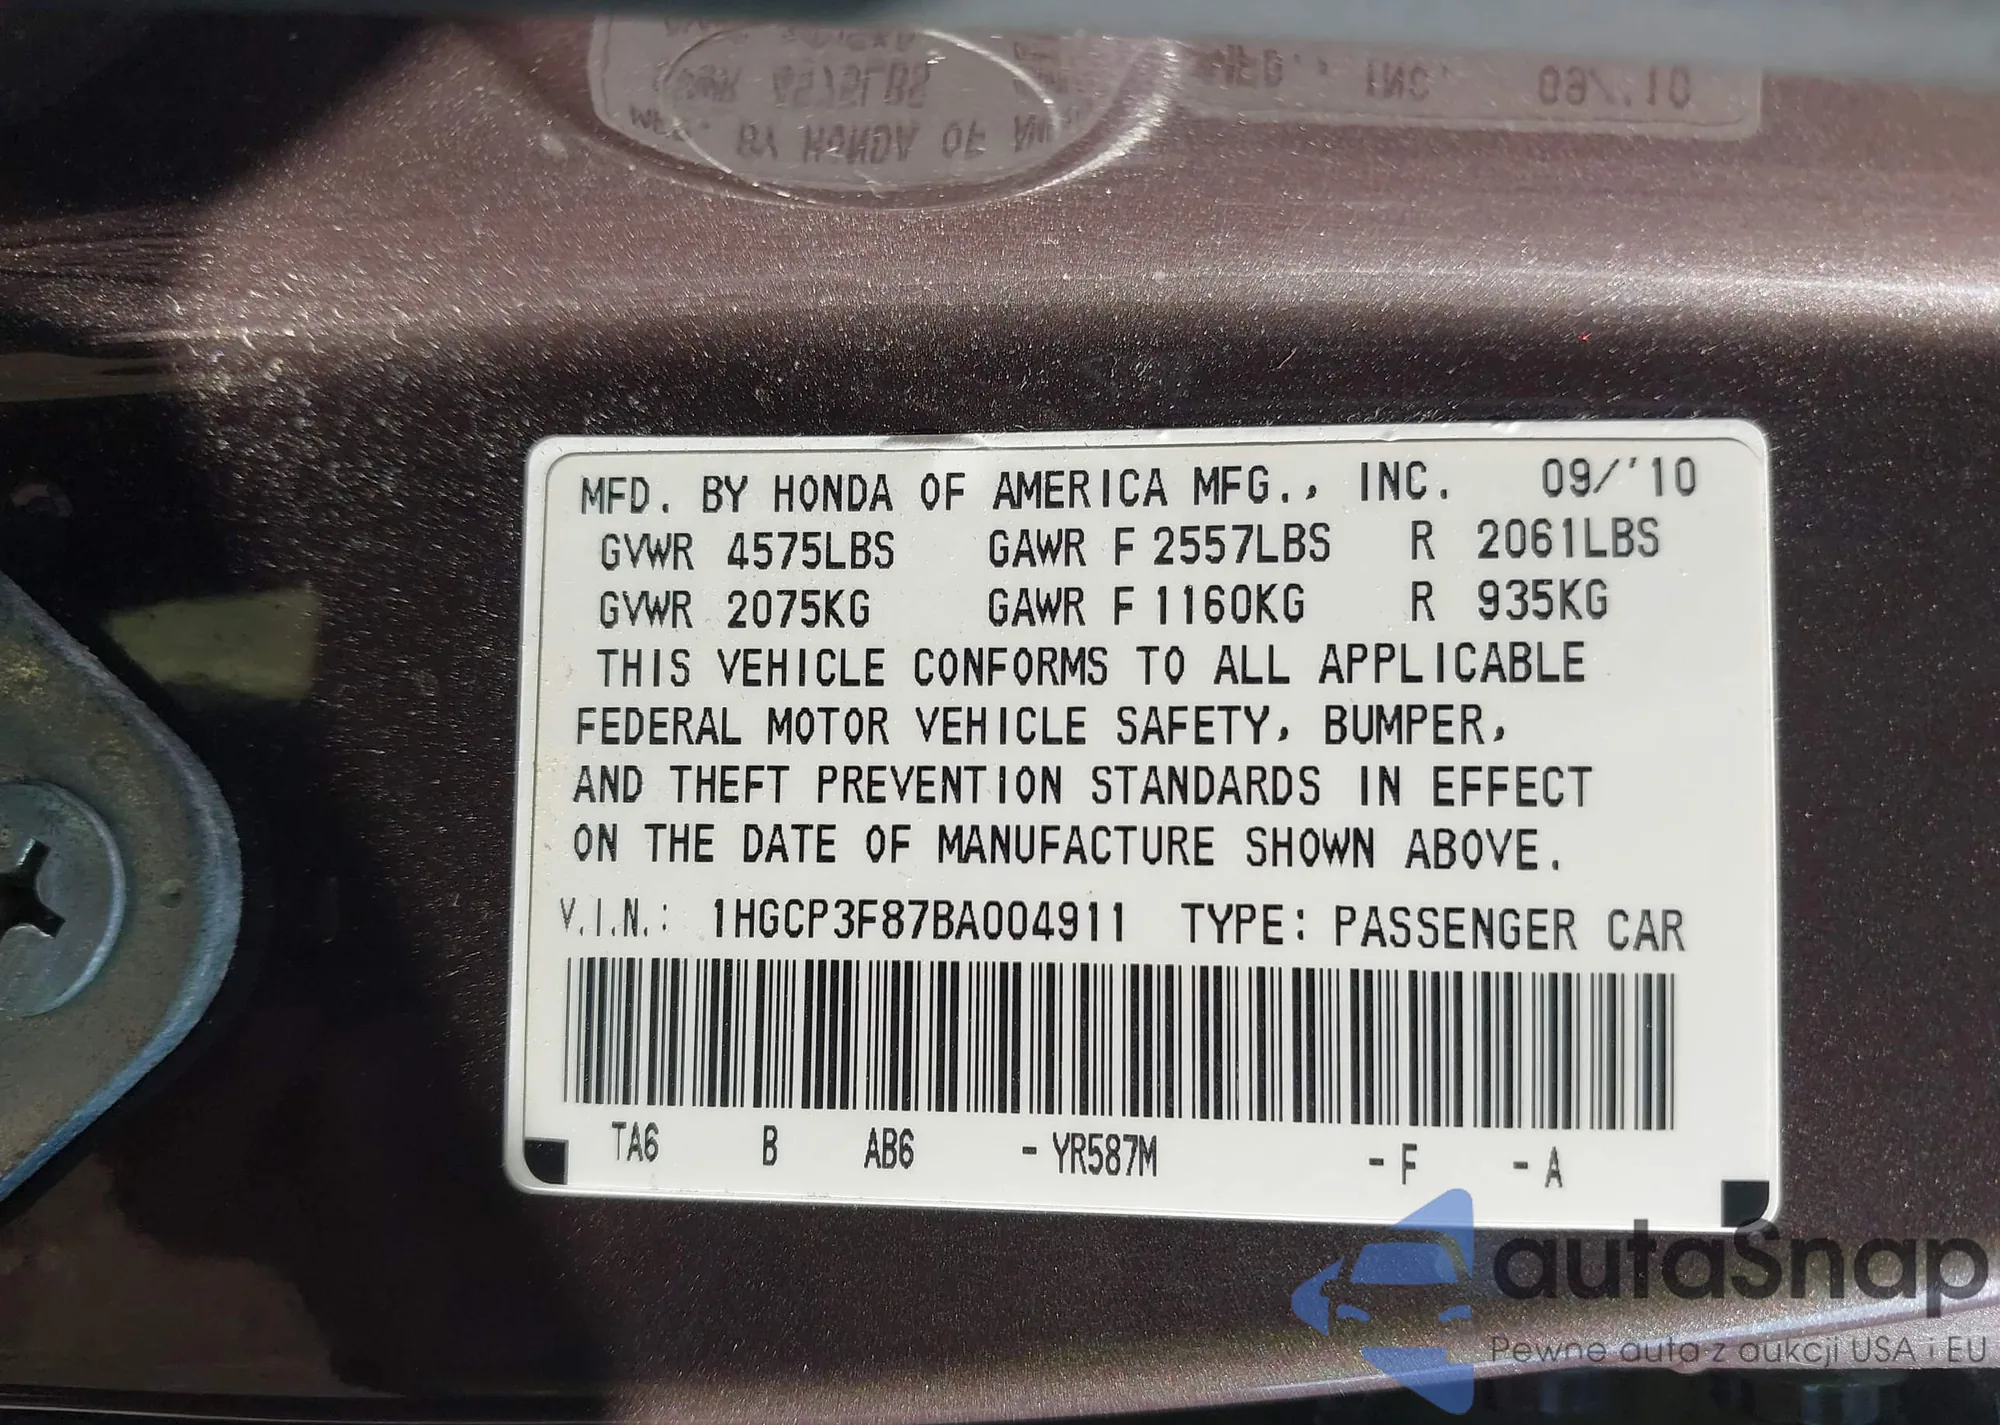 MFD. BY HONDA OF AMERICA MFG., INC. 09/'10
GVWR 4575LBS GAWR F 2557LBS R 2061LBS
GVWR 2075KG GAWR F 1160KG R 935KG
THIS VEHICLE CONFORMS TO ALL APPLICABLE
FEDERAL MOTOR VEHICLE SAFETY, BUMPER,
AND THEFT PREVENTION STANDARDS IN EFFECT
ON THE DATE OF MANUFACTURE SHOWN ABOVE.
V.I.N.: 1HGCP3F87BA004911 TYPE: PASSENGER CAR
TA6 B AB6 - YR587M - F - A
autaSnap
Pewne auta z aukcji USA i EU